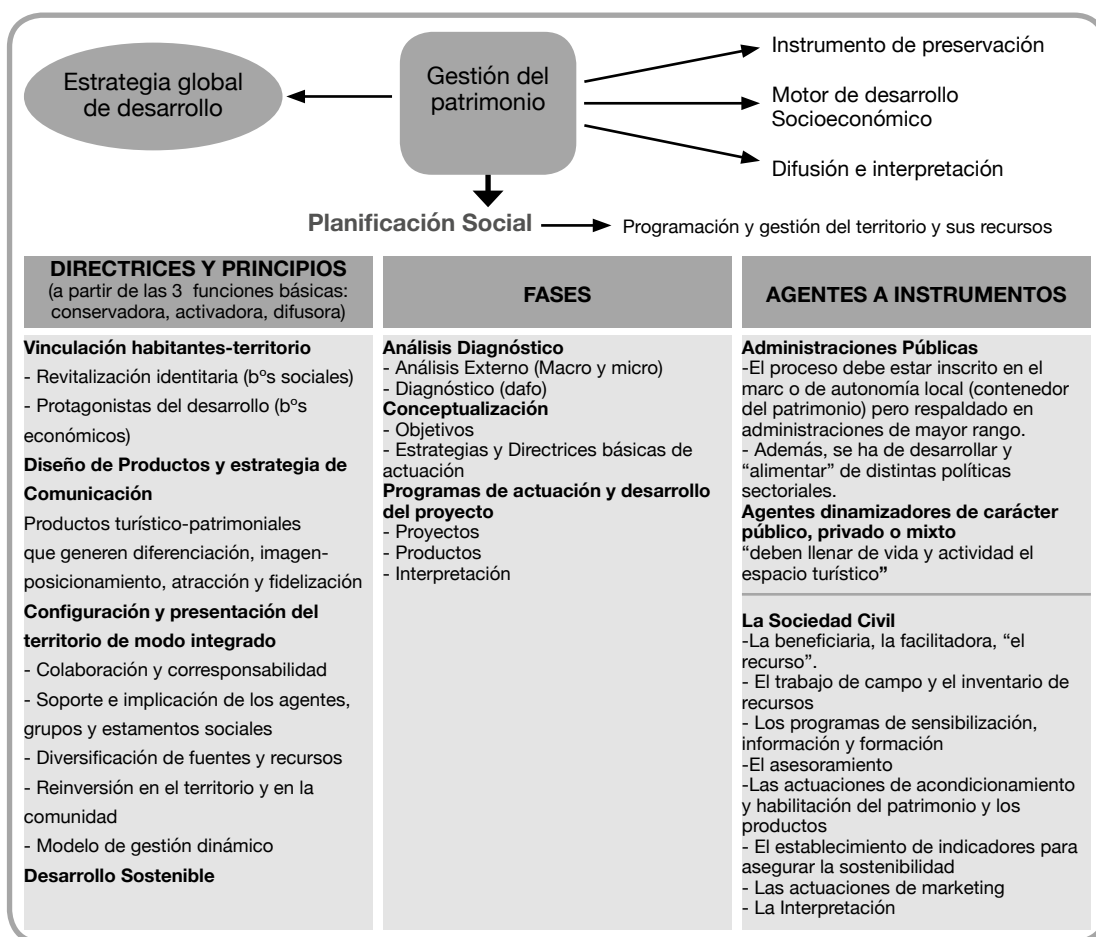 Estrategia global
de desarrollo
Gestión del
patrimonio
Instrumento de preservación
Motor de desarrollo
Socioeconómico
Difusión e interpretación
Planificación Social
Programación y gestión del territorio y sus recursos
DIRECTRICES Y PRINCIPIOS
(a partir de las 3 funciones básicas:
conservadora, activadora, difusora)
Vinculación habitantes-territorio
- Revitalización identitaria (bºs sociales)
- Protagonistas del desarrollo (bºs
económicos)
Diseño de Productos y estrategia de
Comunicación
Productos turístico-patrimoniales
que generen diferenciación, imagen-
posicionamiento, atracción y fidelización
Configuración y presentación del
territorio de modo integrado
- Colaboración y corresponsabilidad
- Soporte e implicación de los agentes,
grupos y estamentos sociales
- Diversificación de fuentes y recursos
- Reinversión en el territorio y en la
comunidad
- Modelo de gestión dinámico
Desarrollo Sostenible
FASES
Análisis Diagnóstico
- Análisis Externo (Macro y micro)
- Diagnóstico (dafo)
Conceptualización
- Objetivos
- Estrategias y Directrices básicas de
actuación
Programas de actuación y desarrollo
del proyecto
- Proyectos
- Productos
- Interpretación
AGENTES A INSTRUMENTOS
Administraciones Públicas
-El proceso debe estar inscrito en el
marc o de autonomía local (contenedor
del patrimonio) pero respaldado en
administraciones de mayor rango.
- Además, se ha de desarrollar y
“alimentar” de distintas políticas
sectoriales.
Agentes dinamizadores de carácter
público, privado o mixto
“deben llenar de vida y actividad el
espacio turístico”
La Sociedad Civil
-La beneficiaria, la facilitadora, “el
recurso”.
- El trabajo de campo y el inventario de
recursos
- Los programas de sensibilización,
información y formación
-El asesoramiento
-Las actuaciones de acondicionamiento
y habilitación del patrimonio y los
productos
- El establecimiento de indicadores para
asegurar la sostenibilidad
- Las actuaciones de marketing
- La Interpretación